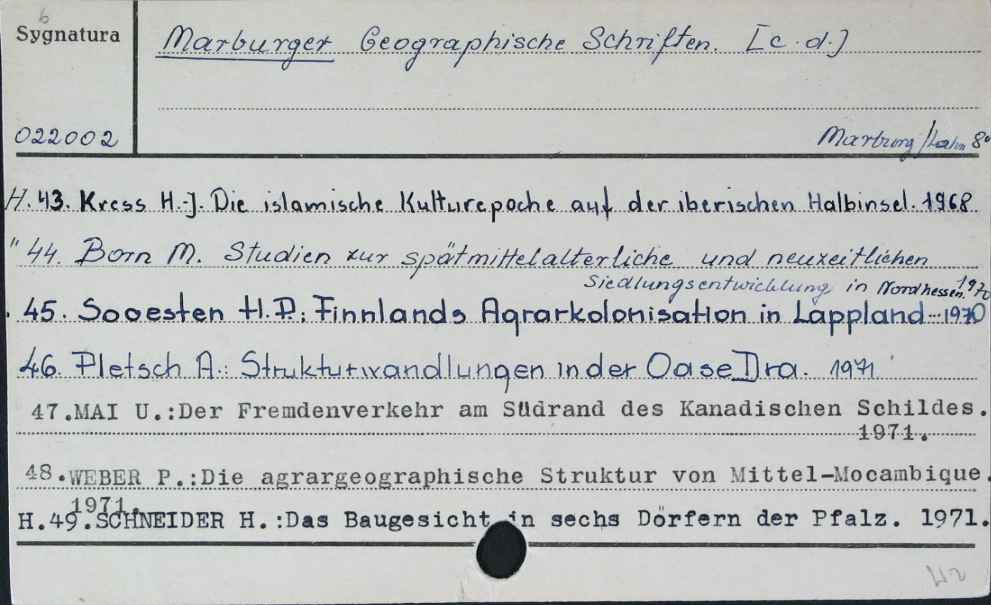 6
Sygnatura
Marburger Geographische Schriften. [c.d.]
022002
Marburg/Lahn 8°
H. 43. Kress H.-J. Die islamische Kulturepoche auf der iberischen Halbinsel. 1968
" 44. Born M. Studien zur spätmittelalterliche und neuzeitlichen
Siedlungsentwicklung in Nordhessen. 1970
45. Sooesten H.P.: Finnlands Agrarkolonisation in Lappland 1970
46. Pletsch A.: Strukturwandlungen in der Oase Dra. 1971
47.MAI U.:Der Fremdenverkehr am Südrand des Kanadischen Schildes.
1971.
48.WEBER P.:Die agrargeographische Struktur von Mittel-Mocambique.
1971.
H.49.SCHNEIDER H.:Das Baugesicht in sechs Dörfern der Pfalz. 1971.